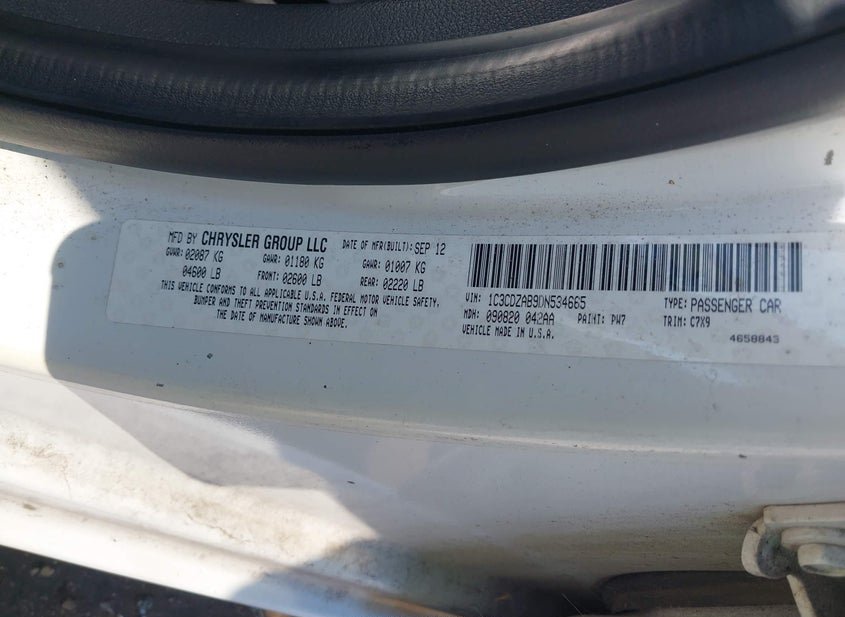 MFD BY CHRYSLER GROUP LLC DATE OF MFR(BUILT): SEP 12
GVWR: 02087 KG GAWR: 01180 KG GAWR: 01007 KG
04600 LB FRONT: 02600 LB REAR: 02220 LB
THIS VEHICLE CONFORMS TO ALL APPLICABLE U.S.A. FEDERAL MOTOR VEHICLE SAFETY,
BUMPER AND THEFT PREVENTION STANDARDS IN EFFECT ON
THE DATE OF MANUFACTURE SHOWN ABOVE.
VIN: 1C3CDZAB9DN534665 TYPE: PASSENGER CAR
MDH: 090820 042AA PAINT: PW7 TRIM: C7X9
VEHICLE MADE IN U.S.A. 4658843